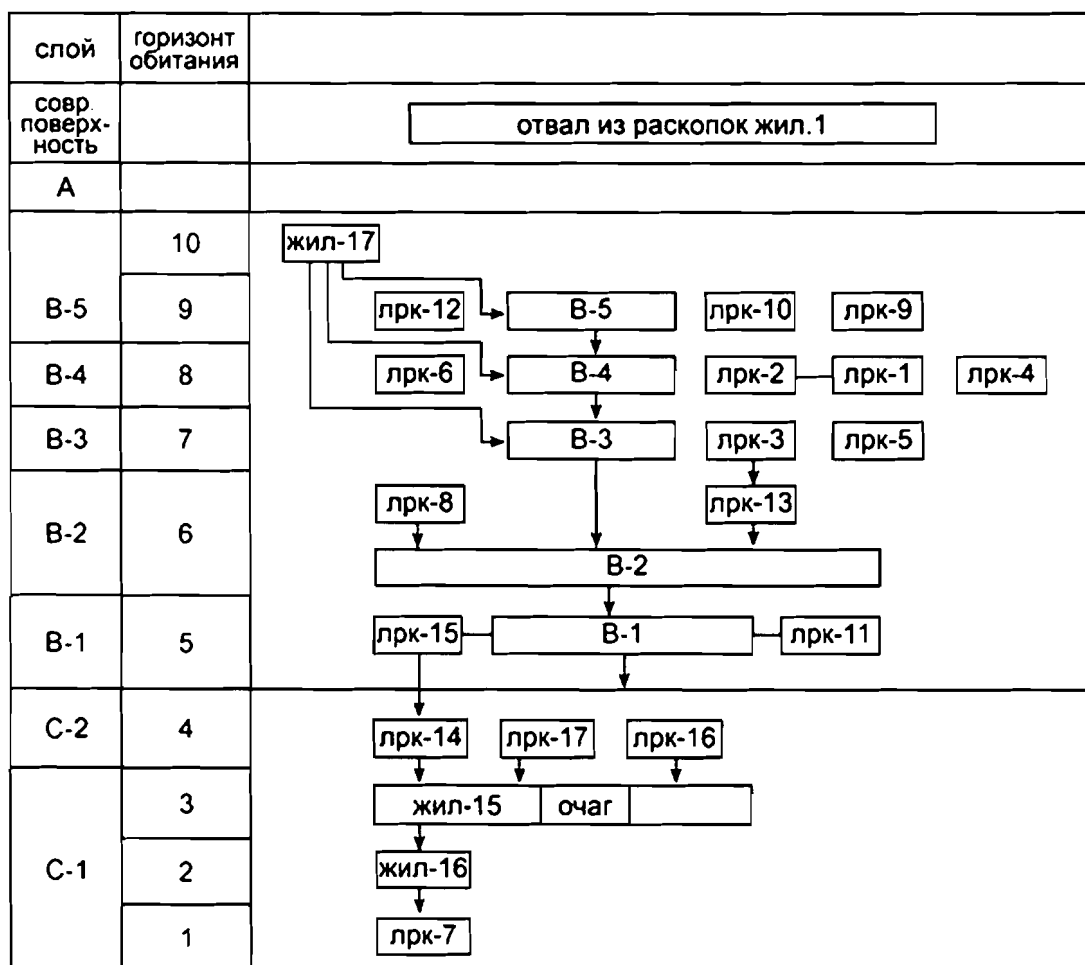 слой
горизонт
обитания
совр.
поверх-
ность
отвал из раскопок жил.1
А
10
жил-17
В-5
9
лрк-12
В-5
лрк-10
лрк-9
В-4
8
лрк-6
В-4
лрк-2
лрк-1
лрк-4
В-3
7
В-3
лрк-3
лрк-5
В-2
6
лрк-8
лрк-13
В-2
В-1
5
лрк-15
В-1
лрк-11
С-2
4
лрк-14
лрк-17
лрк-16
С-1
3
жил-15
очаг
2
жил-16
1
лрк-7